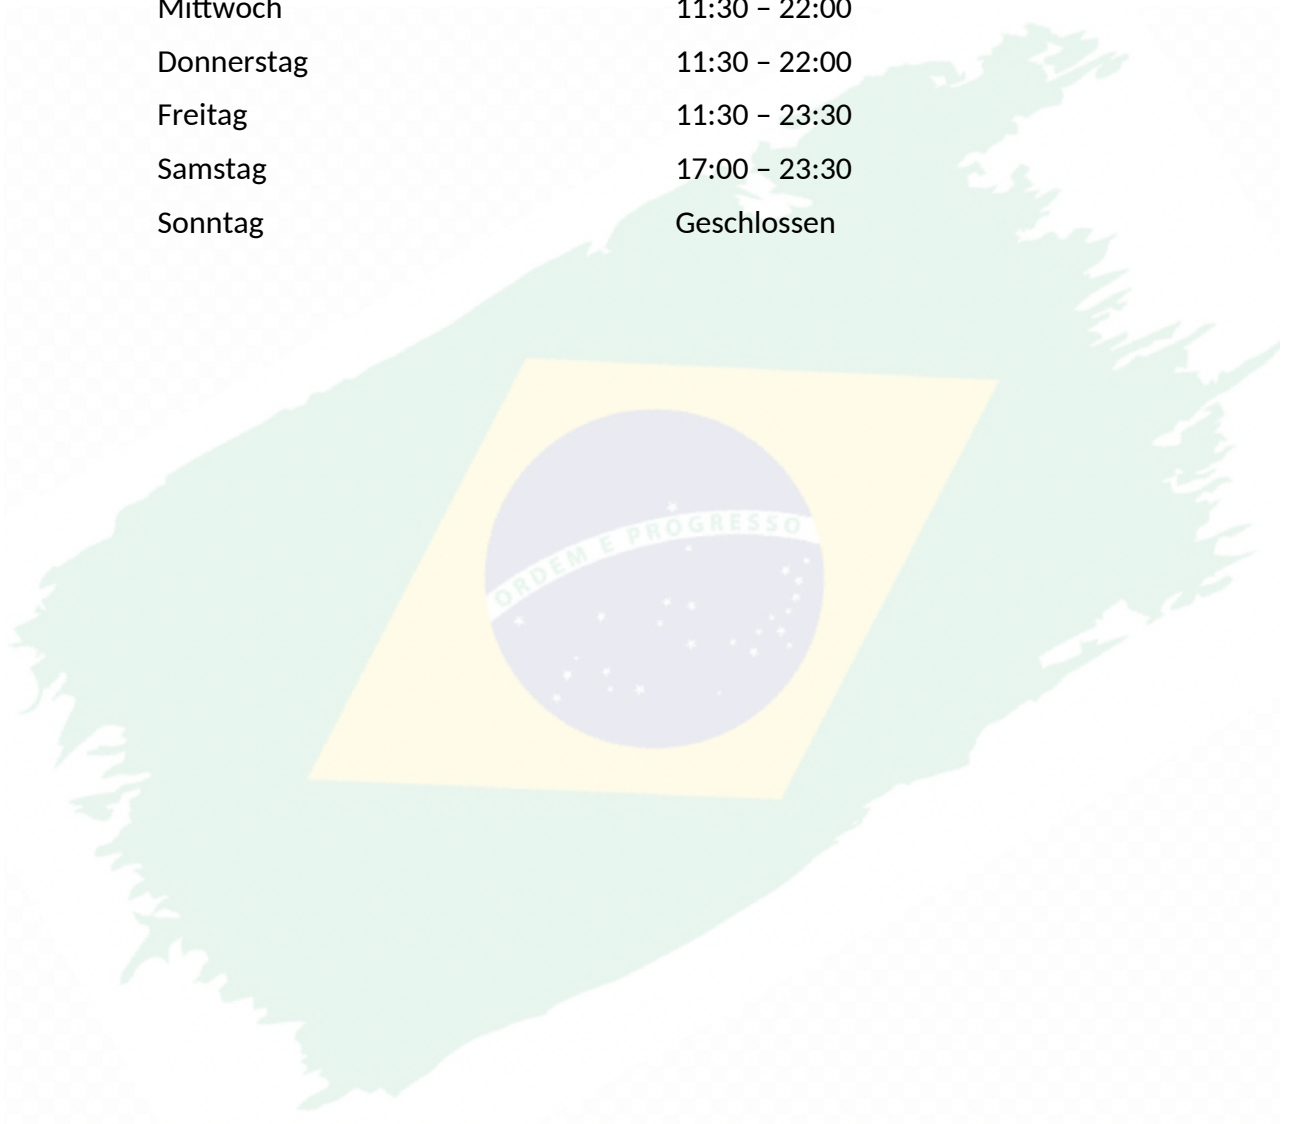 Mittwoch 11:30 – 22:00
Donnerstag 11:30 – 22:00
Freitag 11:30 – 23:30
Samstag 17:00 – 23:30
Sonntag Geschlossen
ORDEM E PROGRESSO